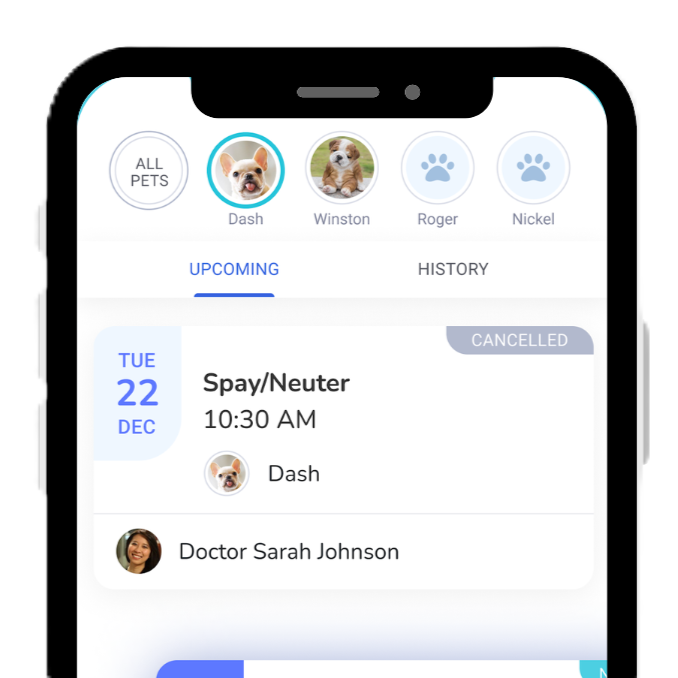 ALL
PETS
Dash
Winston
Roger
Nickel
UPCOMING
HISTORY
CANCELLED
TUE
22
DEC
Spay/Neuter
10:30 AM
Dash
Doctor Sarah Johnson